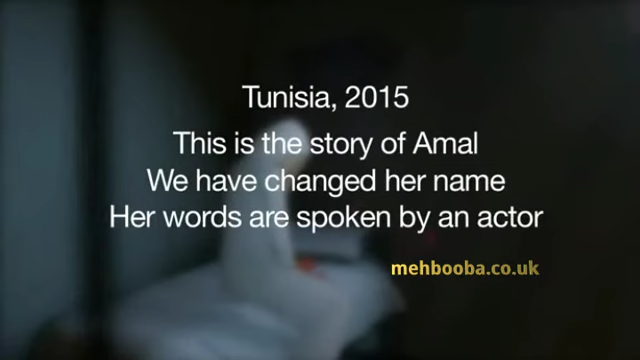 Tunisia, 2015
This is the story of Amal
We have changed her name
Her words are spoken by an actor
mehbooba.co.uk